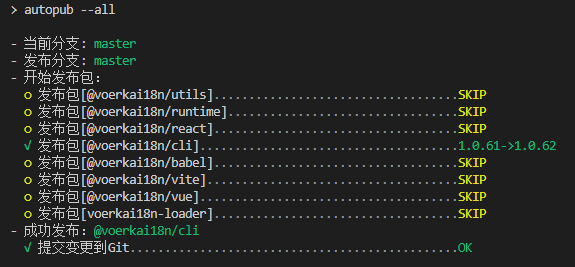 > autopub --all
- 当前分支: master
- 发布分支: master
- 开始发布包:
o 发布包[@voerkai18n/utils]..................................SKIP
o 发布包[@voerkai18n/runtime]................................SKIP
o 发布包[@voerkai18n/react]..................................SKIP
√ 发布包[@voerkai18n/cli]....................................1.0.61->1.0.62
o 发布包[@voerkai18n/babel]..................................SKIP
o 发布包[@voerkai18n/vite]...................................SKIP
o 发布包[@voerkai18n/vue]....................................SKIP
o 发布包[voerkai18n-loader]..................................SKIP
- 成功发布: @voerkai18n/cli
√ 提交变更到Git..............................................OK